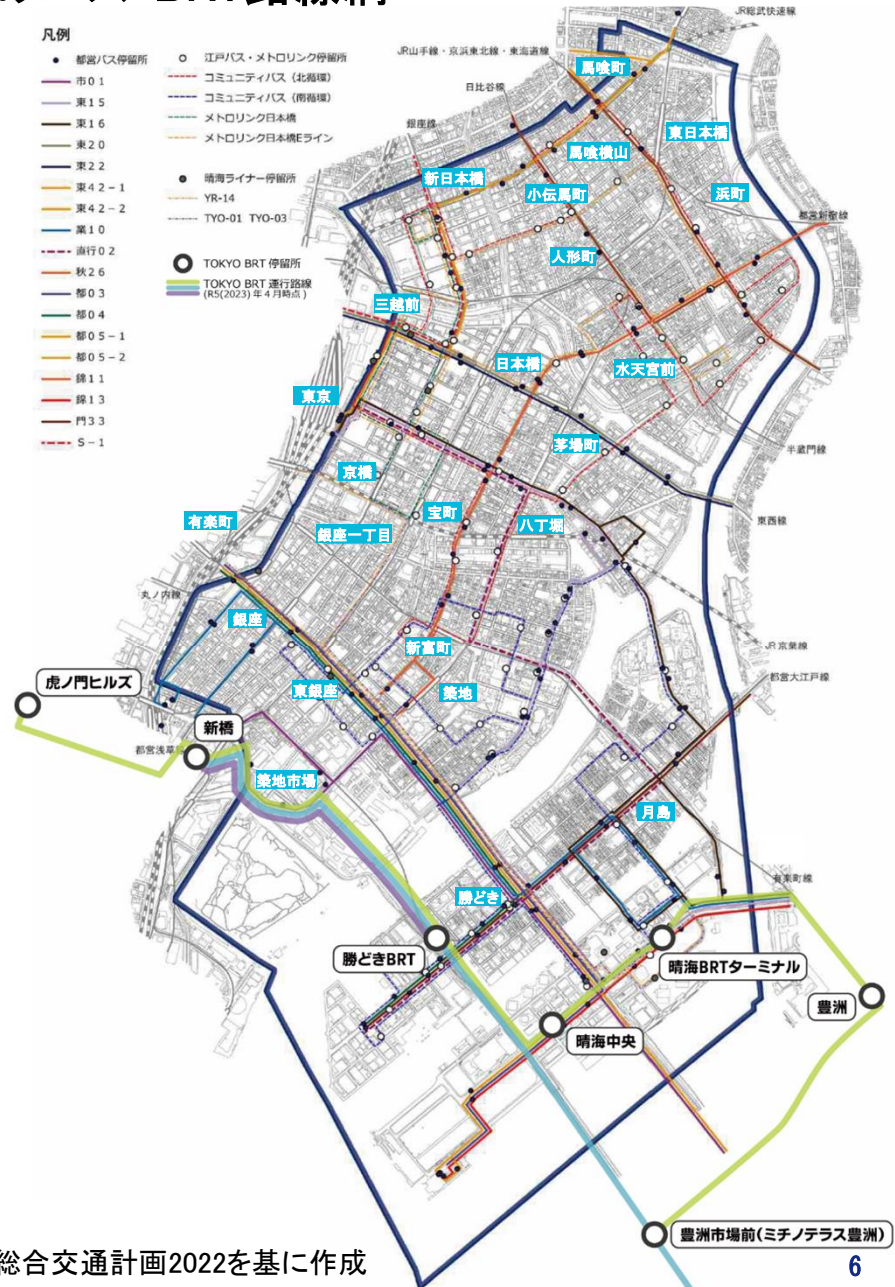 BRT路線網
凡例
都営バス停留所
市01
東15
東16
東20
東22
東42-1
東42-2
業10
直行02
秋26
都03
都04
都05-1
都05-2
錦11
錦13
門33
S-1
江戸バス・メトロリンク停留所
コミュニティバス (北循環)
コミュニティバス (南循環)
メトロリンク日本橋
メトロリンク日本橋Eライン
晴海ライナー停留所
YR-14
TYO-01 TYO-03
TOKYO BRT 停留所
TOKYO BRT 運行路線
(R5(2023) 年4月時点)
JR総武快速線
JR山手線・京浜東北線・東海道線
日比谷線
銀座線
馬喰町
東日本橋
馬喰横山
新日本橋
小伝馬町
浜町
都営新宿線
人形町
三越前
日本橋
水天宮前
東京
茅場町
半蔵門線
京橋
宝町
八丁堀
東西線
有楽町
銀座一丁目
丸ノ内線
銀座
新富町
JR京葉線
都営大江戸線
東銀座
築地
虎ノ門ヒルズ
新橋
都営浅草
築地市場
月島
有楽町線
勝どき
勝どきBRT
晴海BRTターミナル
豊洲
晴海中央
豊洲市場前(ミチノテラス豊洲)
総合交通計画2022を基に作成
6